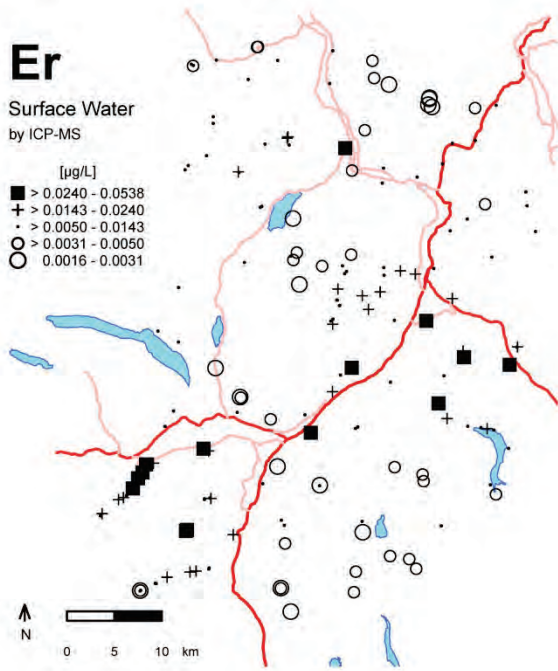 Er
Surface Water
by ICP-MS
[µg/L]
> 0.0240 - 0.0538
> 0.0143 - 0.0240
> 0.0050 - 0.0143
> 0.0031 - 0.0050
0.0016 - 0.0031
N
0 5 10 km